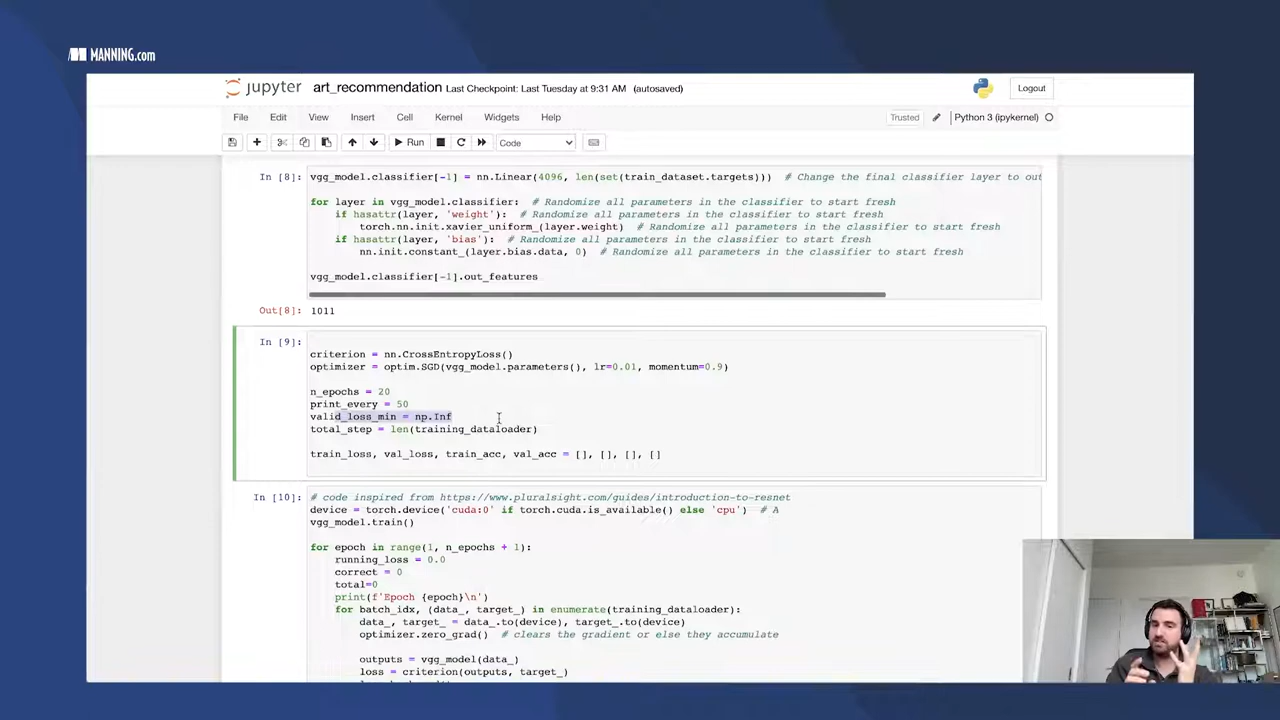 MANNING.com
jupyter art_recommendation Last Checkpoint: Last Tuesday at 9:31 AM (autosaved) Logout
File Edit View Insert Cell Kernel Widgets Help Trusted Python 3 (ipykernel)
Run Code
In [8]: vgg_model.classifier[-1] = nn.Linear(4096, len(set(train_dataset.targets))) # Change the final classifier layer to out
for layer in vgg_model.classifier: # Randomize all parameters in the classifier to start fresh
if hasattr(layer, 'weight'): # Randomize all parameters in the classifier to start fresh
torch.nn.init.xavier_uniform_(layer.weight) # Randomize all parameters in the classifier to start fresh
if hasattr(layer, 'bias'): # Randomize all parameters in the classifier to start fresh
nn.init.constant_(layer.bias.data, 0) # Randomize all parameters in the classifier to start fresh
vgg_model.classifier[-1].out_features
Out[8]: 1011
In [9]:
criterion = nn.CrossEntropyLoss()
optimizer = optim.SGD(vgg_model.parameters(), lr=0.01, momentum=0.9)
n_epochs = 20
print_every = 50
valid_loss_min = np.Inf
total_step = len(training_dataloader)
train_loss, val_loss, train_acc, val_acc = [], [], [], []
In [10]: # code inspired from https://www.pluralsight.com/guides/introduction-to-resnet
device = torch.device('cuda:0' if torch.cuda.is_available() else 'cpu') # A
vgg_model.train()
for epoch in range(1, n_epochs + 1):
running_loss = 0.0
correct = 0
total=0
print(f'Epoch {epoch}\n')
for batch_idx, (data_, target_) in enumerate(training_dataloader):
data_, target_ = data_.to(device), target_.to(device)
optimizer.zero_grad() # clears the gradient or else they accumulate
outputs = vgg_model(data_)
loss = criterion(outputs, target_)